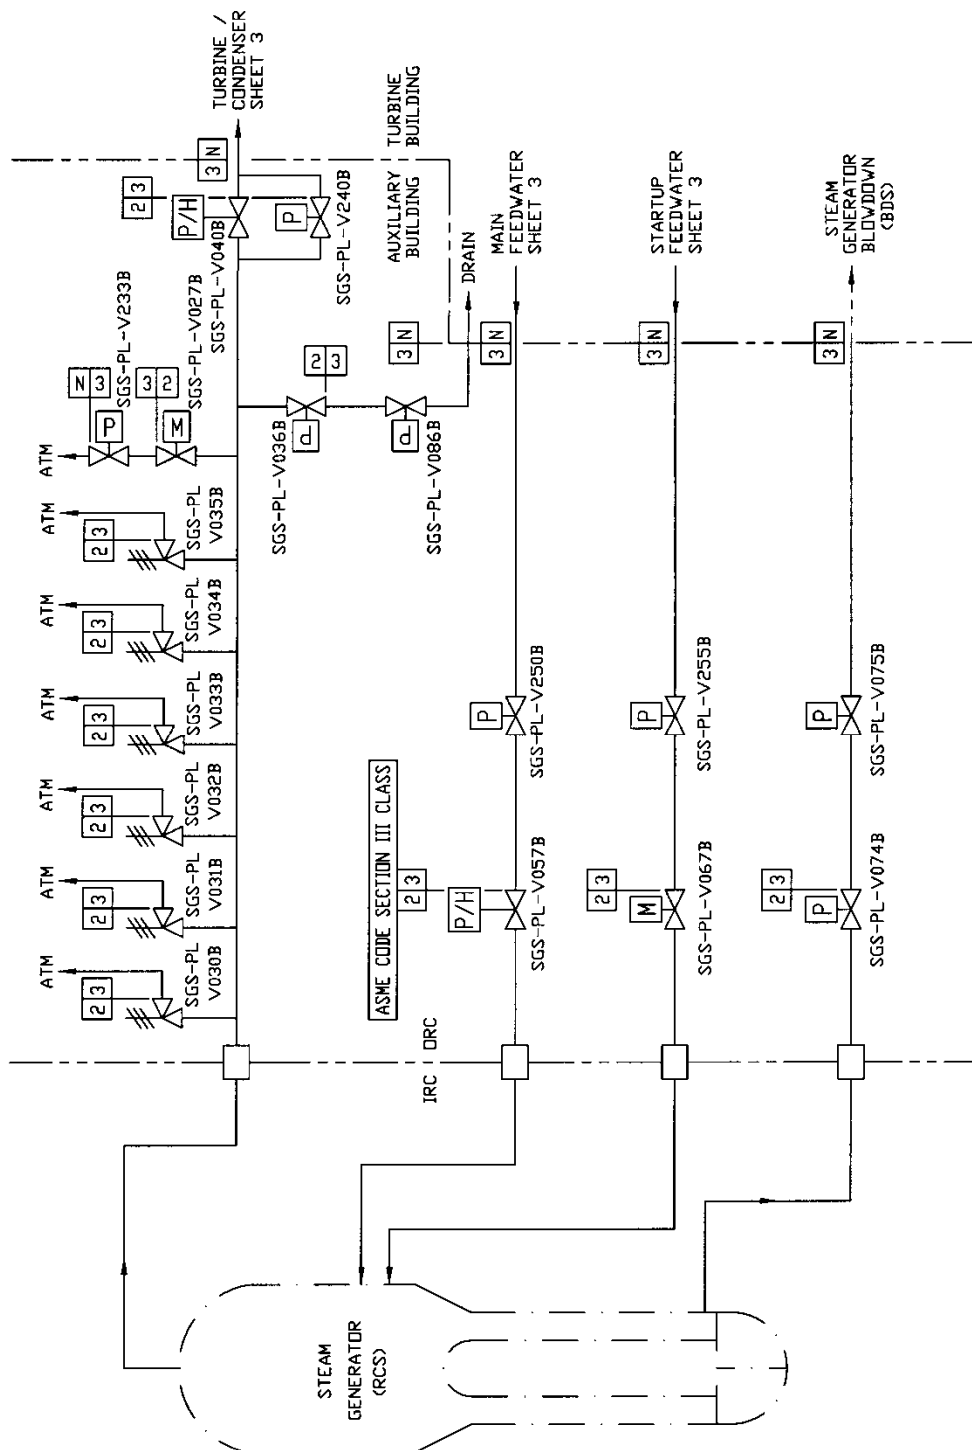 TURBINE /
CONDENSER
SHEET 3
3 N
TURBINE
BUILDING
AUXILIARY
BUILDING
2 3
P/H
SGS-PL-V040B
P
SGS-PL-V240B
N 3
P
SGS-PL-V233B
3 2
M
SGS-PL-V027B
ATM
2 3
P
SGS-PL-V036B
P
SGS-PL-V086B
DRAIN
ATM
2 3
SGS-PL
V035B
ATM
2 3
SGS-PL
V034B
ATM
2 3
SGS-PL
V033B
ATM
2 3
SGS-PL
V032B
ATM
2 3
SGS-PL
V031B
ATM
2 3
SGS-PL
V030B
MAIN
FEEDWATER
SHEET 3
3 N
3 N
P
SGS-PL-V250B
ASME CODE SECTION III CLASS
2 3
P/H
SGS-PL-V057B
STARTUP
FEEDWATER
SHEET 3
3 N
P
SGS-PL-V255B
2 3
M
SGS-PL-V067B
STEAM
GENERATOR
BLOWDOWN
(BDS)
3 N
P
SGS-PL-V075B
2 3
P
SGS-PL-V074B
IRC ORC
STEAM
GENERATOR
(RCS)